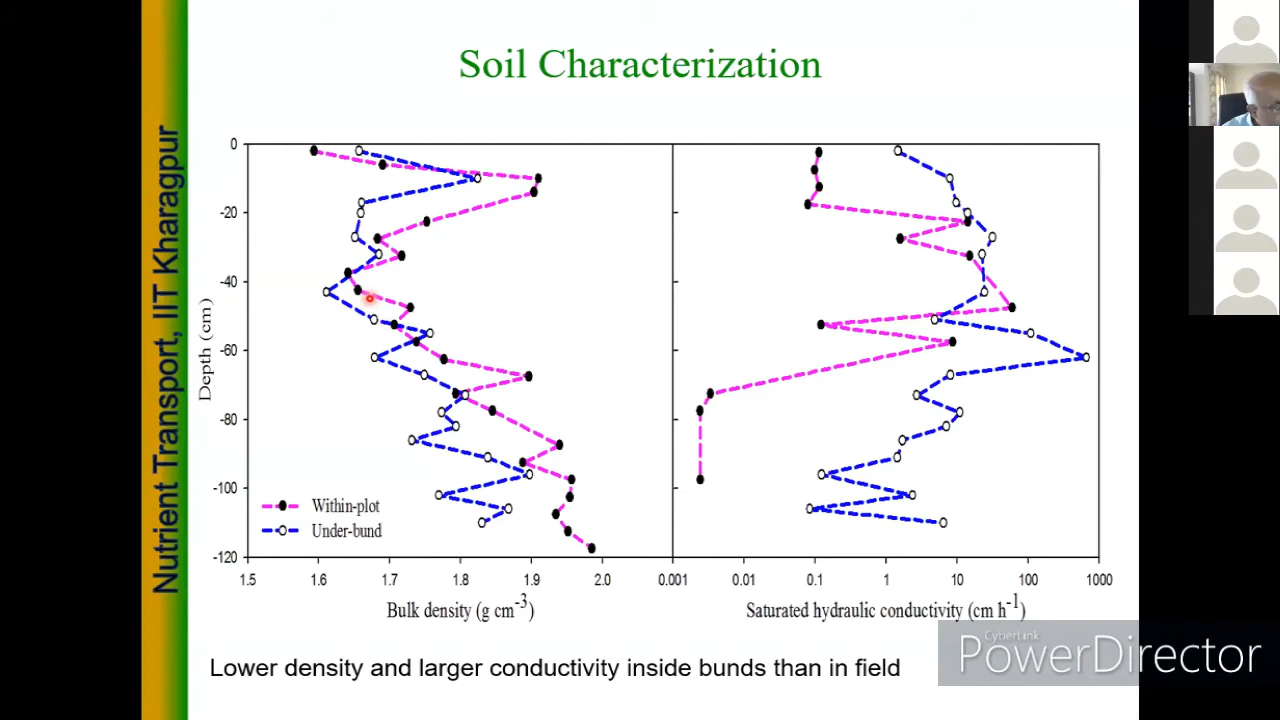 Soil Characterization
Nutrient Transport, IIT Kharagpur
Depth (cm)
0
-20
-40
-60
-80
-100
-120
Within-plot
Under-bund
1.5 1.6 1.7 1.8 1.9 2.0 0.001 0.01 0.1 1 10 100 1000
Bulk density (g cm-3) Saturated hydraulic conductivity (cm h-1)
CyberLink
PowerDirector
Lower density and larger conductivity inside bunds than in field